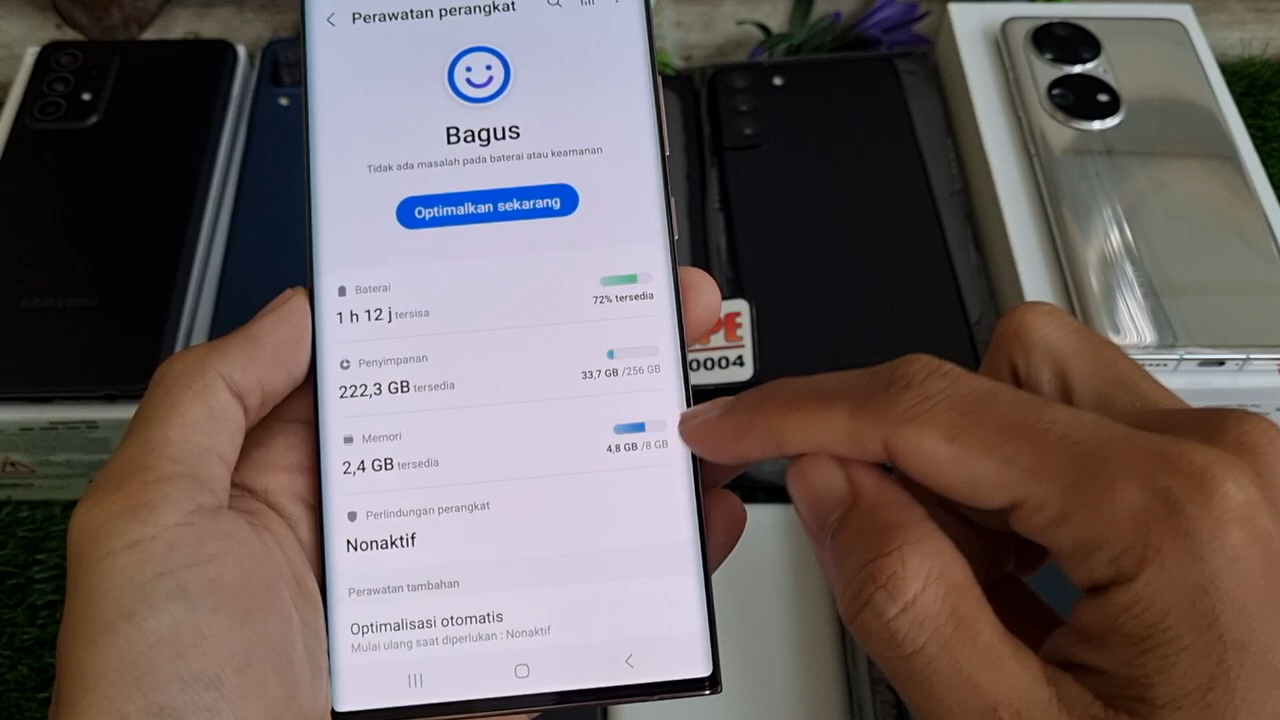 Perawatan perangkat
Bagus
Tidak ada masalah pada baterai atau keamanan
Optimalkan sekarang
Baterai
1 h 12 j tersisa
72% tersedia
Penyimpanan
222,3 GB tersedia
33,7 GB /256 GB
Memori
2,4 GB tersedia
4,8 GB /8 GB
Perlindungan perangkat
Nonaktif
Perawatan tambahan
Optimalisasi otomatis
Mulai ulang saat diperlukan : Nonaktif
SAMSUNG
PE
0004